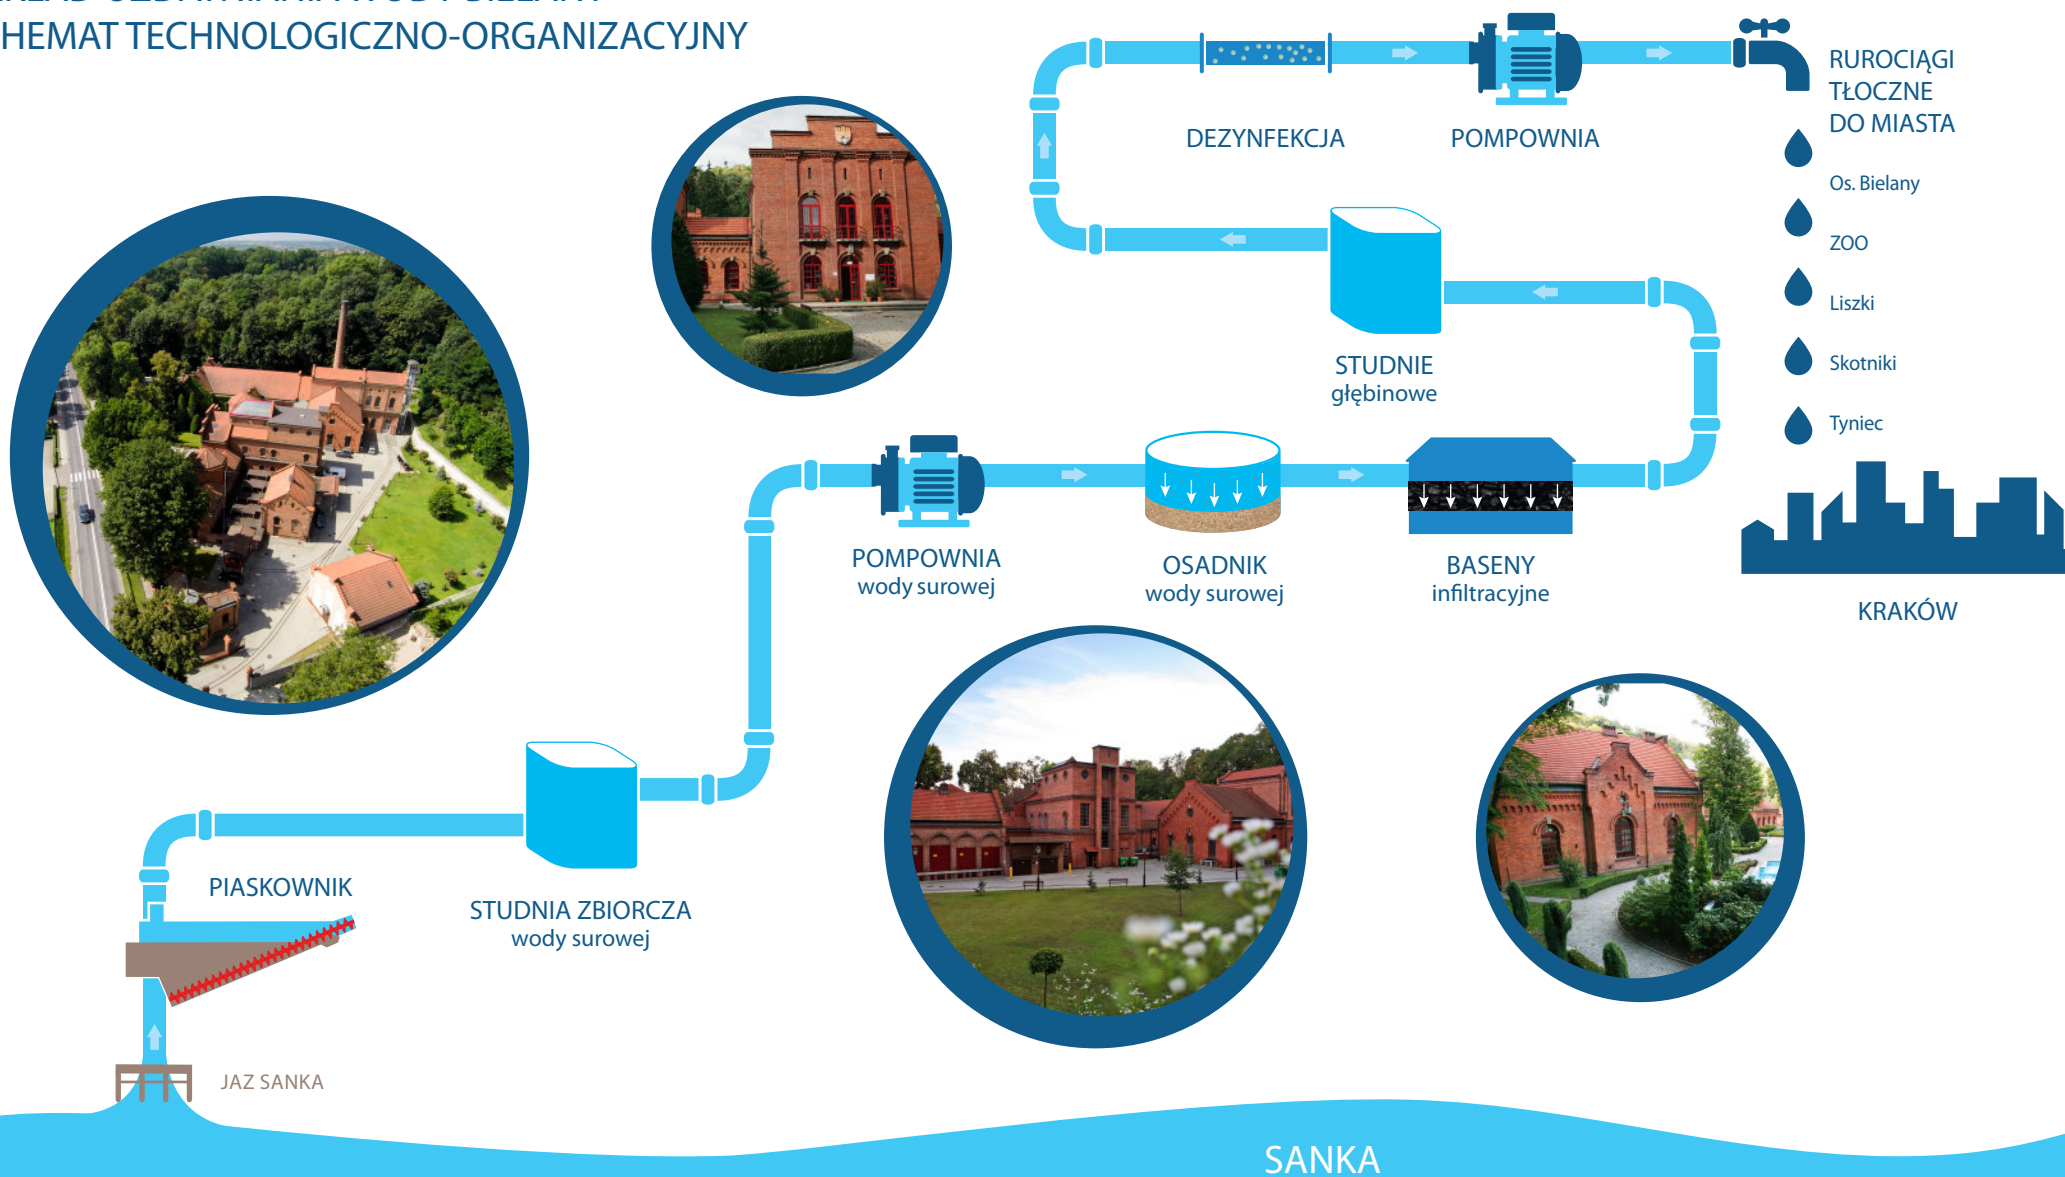 HEMAT TECHNOLOGICZNO-ORGANIZACYJNY
DEZYNFEKCJA
POMPOWNIA
RUROCIĄGI
TŁOCZNE
DO MIASTA
Os. Bielany
ZOO
Liszki
Skotniki
Tyniec
KRAKÓW
STUDNIE
głębinowe
POMPOWNIA
wody surowej
OSADNIK
wody surowej
BASENY
infiltracyjne
PIASKOWNIK
STUDNIA ZBIORCZA
wody surowej
JAZ SANKA
SANKA